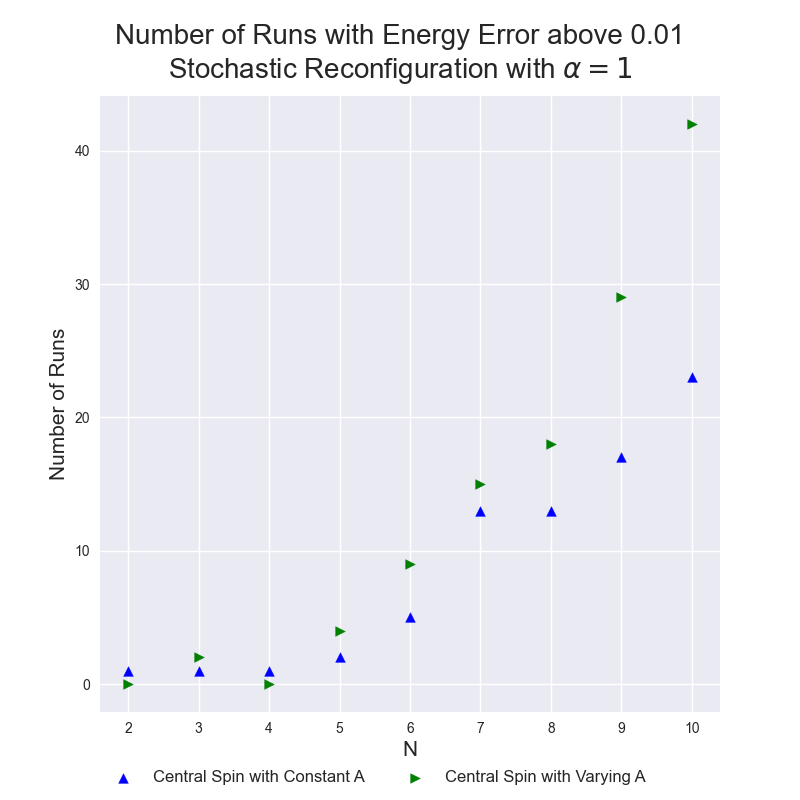 Number of Runs with Energy Error above 0.01
Stochastic Reconfiguration with α = 1
40
30
20
10
0
Number of Runs
2 3 4 5 6 7 8 9 10
N
Central Spin with Constant A Central Spin with Varying A